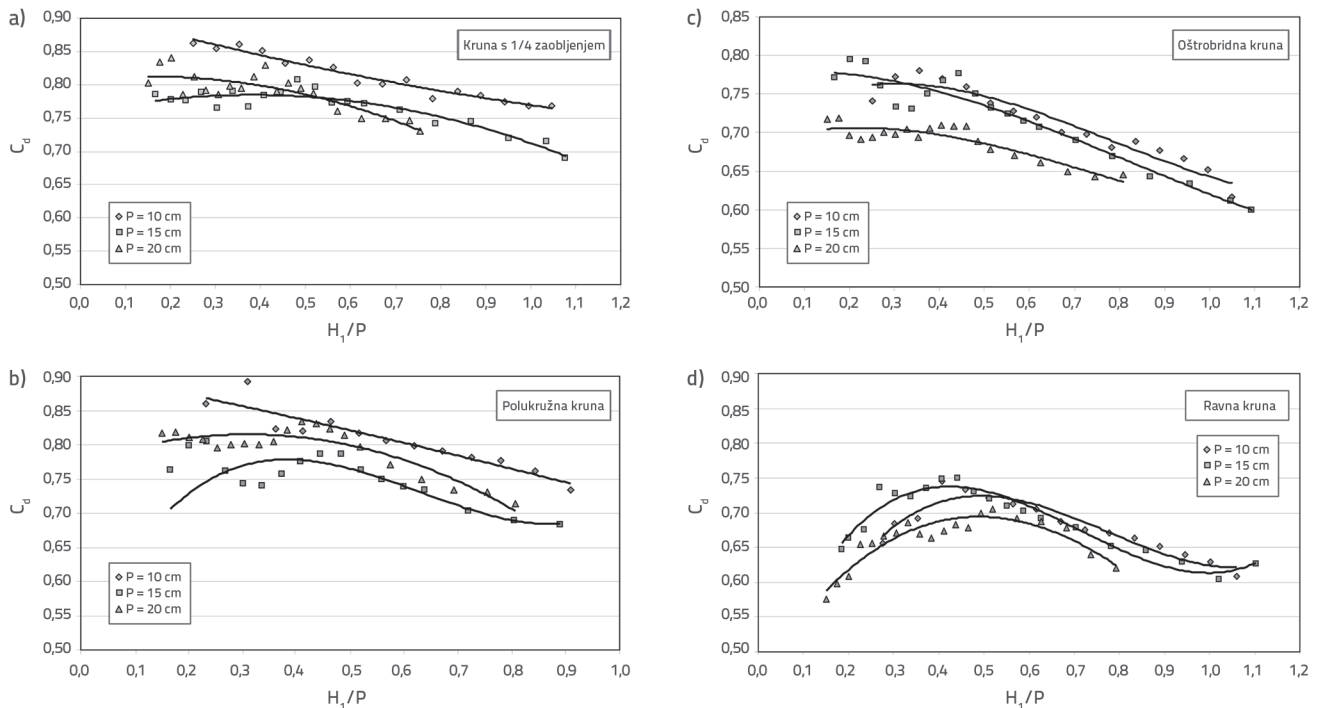 a)
0,90
0,85
0,80
0,75
0,70
0,65
0,60
0,55
0,50
C_d
Kruna s 1/4 zaobljenjem
P = 10 cm
P = 15 cm
P = 20 cm
0,0 0,1 0,2 0,3 0,4 0,5 0,6 0,7 0,8 0,9 1,0 1,1 1,2
H_1/P
b)
0,90
0,85
0,80
0,75
0,70
0,65
0,60
0,55
0,50
C_d
Polukružna kruna
P = 10 cm
P = 15 cm
P = 20 cm
0,0 0,1 0,2 0,3 0,4 0,5 0,6 0,7 0,8 0,9 1,0
H_1/P
c)
0,85
0,80
0,75
0,70
0,65
0,60
0,55
0,50
C_d
Oštrobridna kruna
P = 10 cm
P = 15 cm
P = 20 cm
0,0 0,1 0,2 0,3 0,4 0,5 0,6 0,7 0,8 0,9 1,0 1,1 1,2
H_1/P
d)
0,90
0,85
0,80
0,75
0,70
0,65
0,60
0,55
0,50
C_d
Ravna kruna
P = 10 cm
P = 15 cm
P = 20 cm
0,0 0,1 0,2 0,3 0,4 0,5 0,6 0,7 0,8 0,9 1,0 1,1 1,2
H_1/P